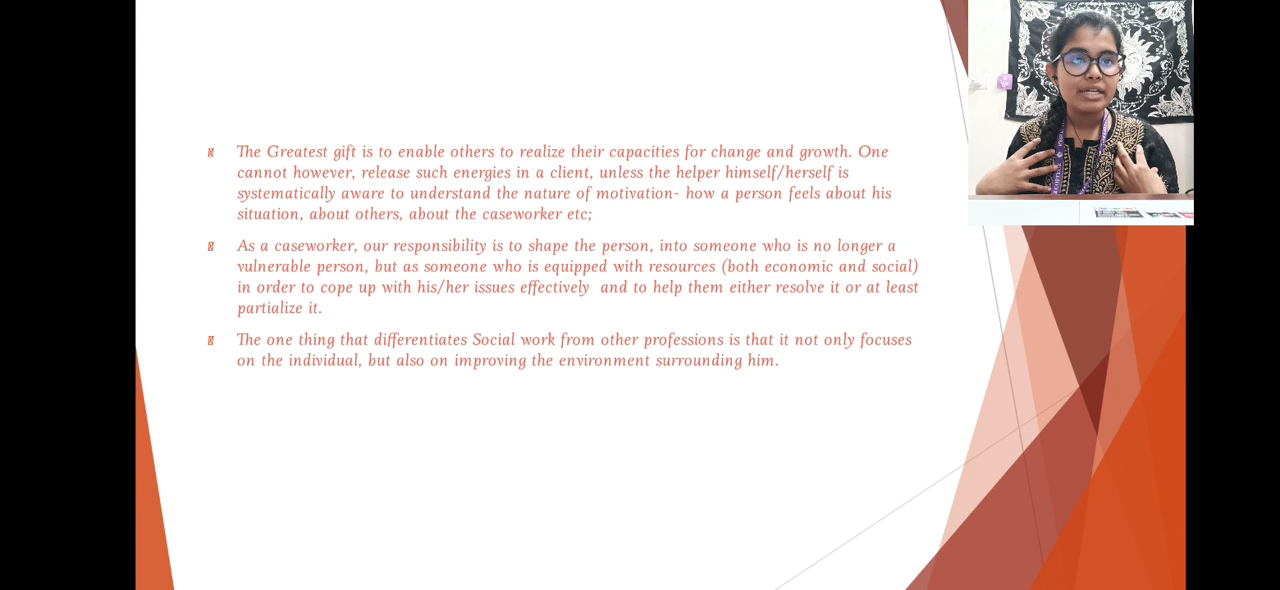 The Greatest gift is to enable others to realize their capacities for change and growth. One
cannot however, release such energies in a client, unless the helper himself/herself is
systematically aware to understand the nature of motivation- how a person feels about his
situation, about others, about the caseworker etc;
As a caseworker, our responsibility is to shape the person, into someone who is no longer a
vulnerable person, but as someone who is equipped with resources (both economic and social)
in order to cope up with his/her issues effectively and to help them either resolve it or at least
partialize it.
The one thing that differentiates Social work from other professions is that it not only focuses
on the individual, but also on improving the environment surrounding him.